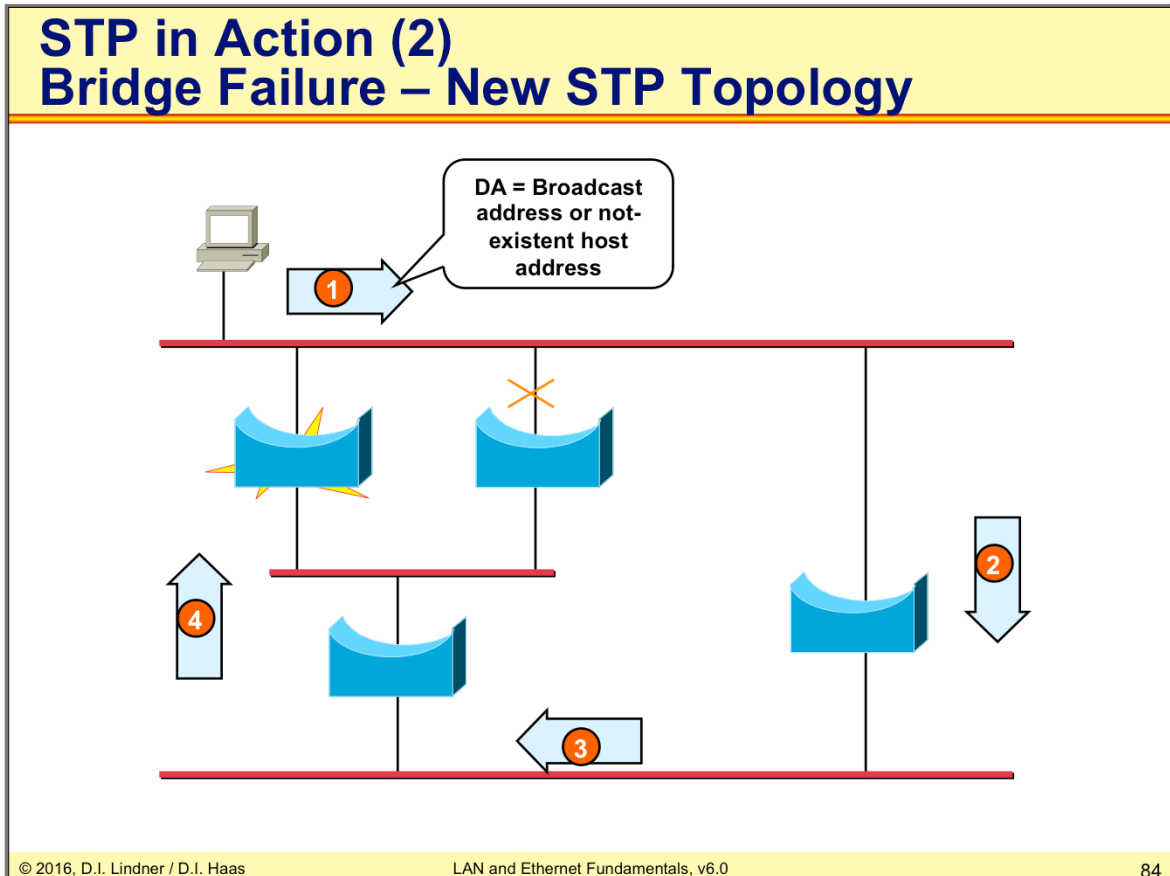 STP in Action (2)
Bridge Failure – New STP Topology
DA = Broadcast
address or not-
existent host
address
1
2
4
3
© 2016, D.I. Lindner / D.I. Haas
LAN and Ethernet Fundamentals, v6.0
84